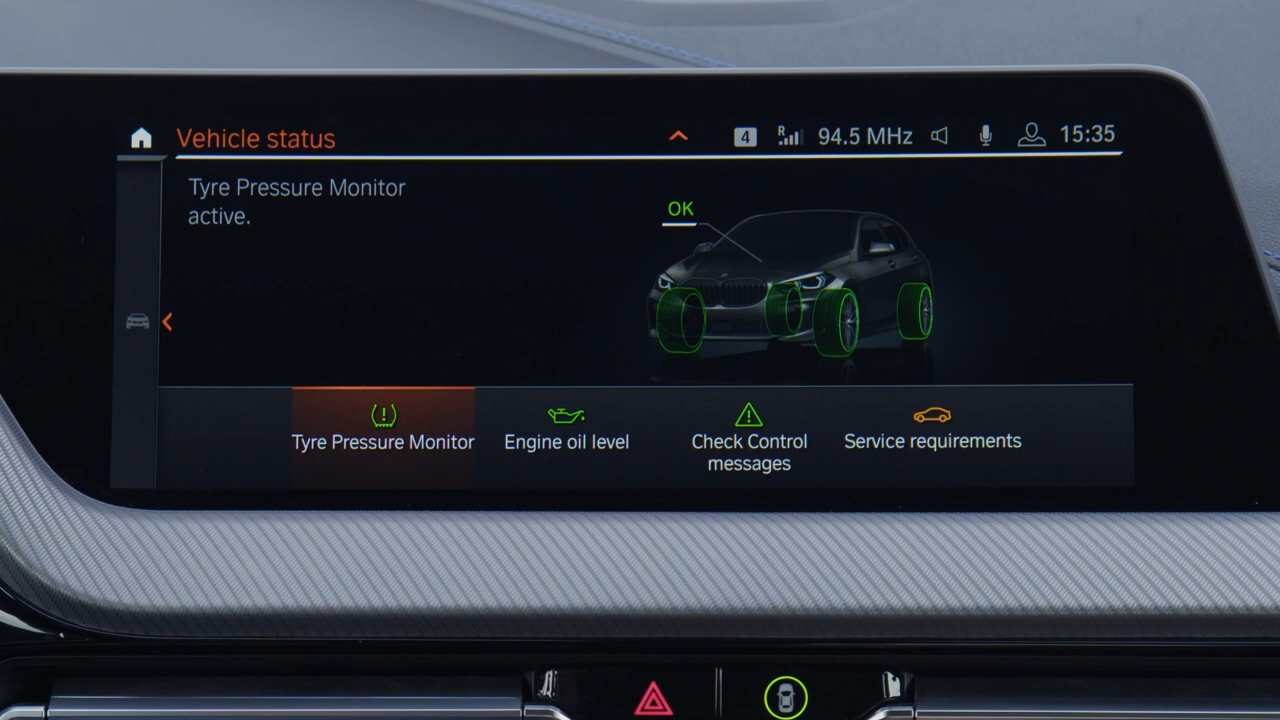 Vehicle status
4
R
94.5 MHz
15:35
Tyre Pressure Monitor
active.
OK
Tyre Pressure Monitor
Engine oil level
Check Control
messages
Service requirements